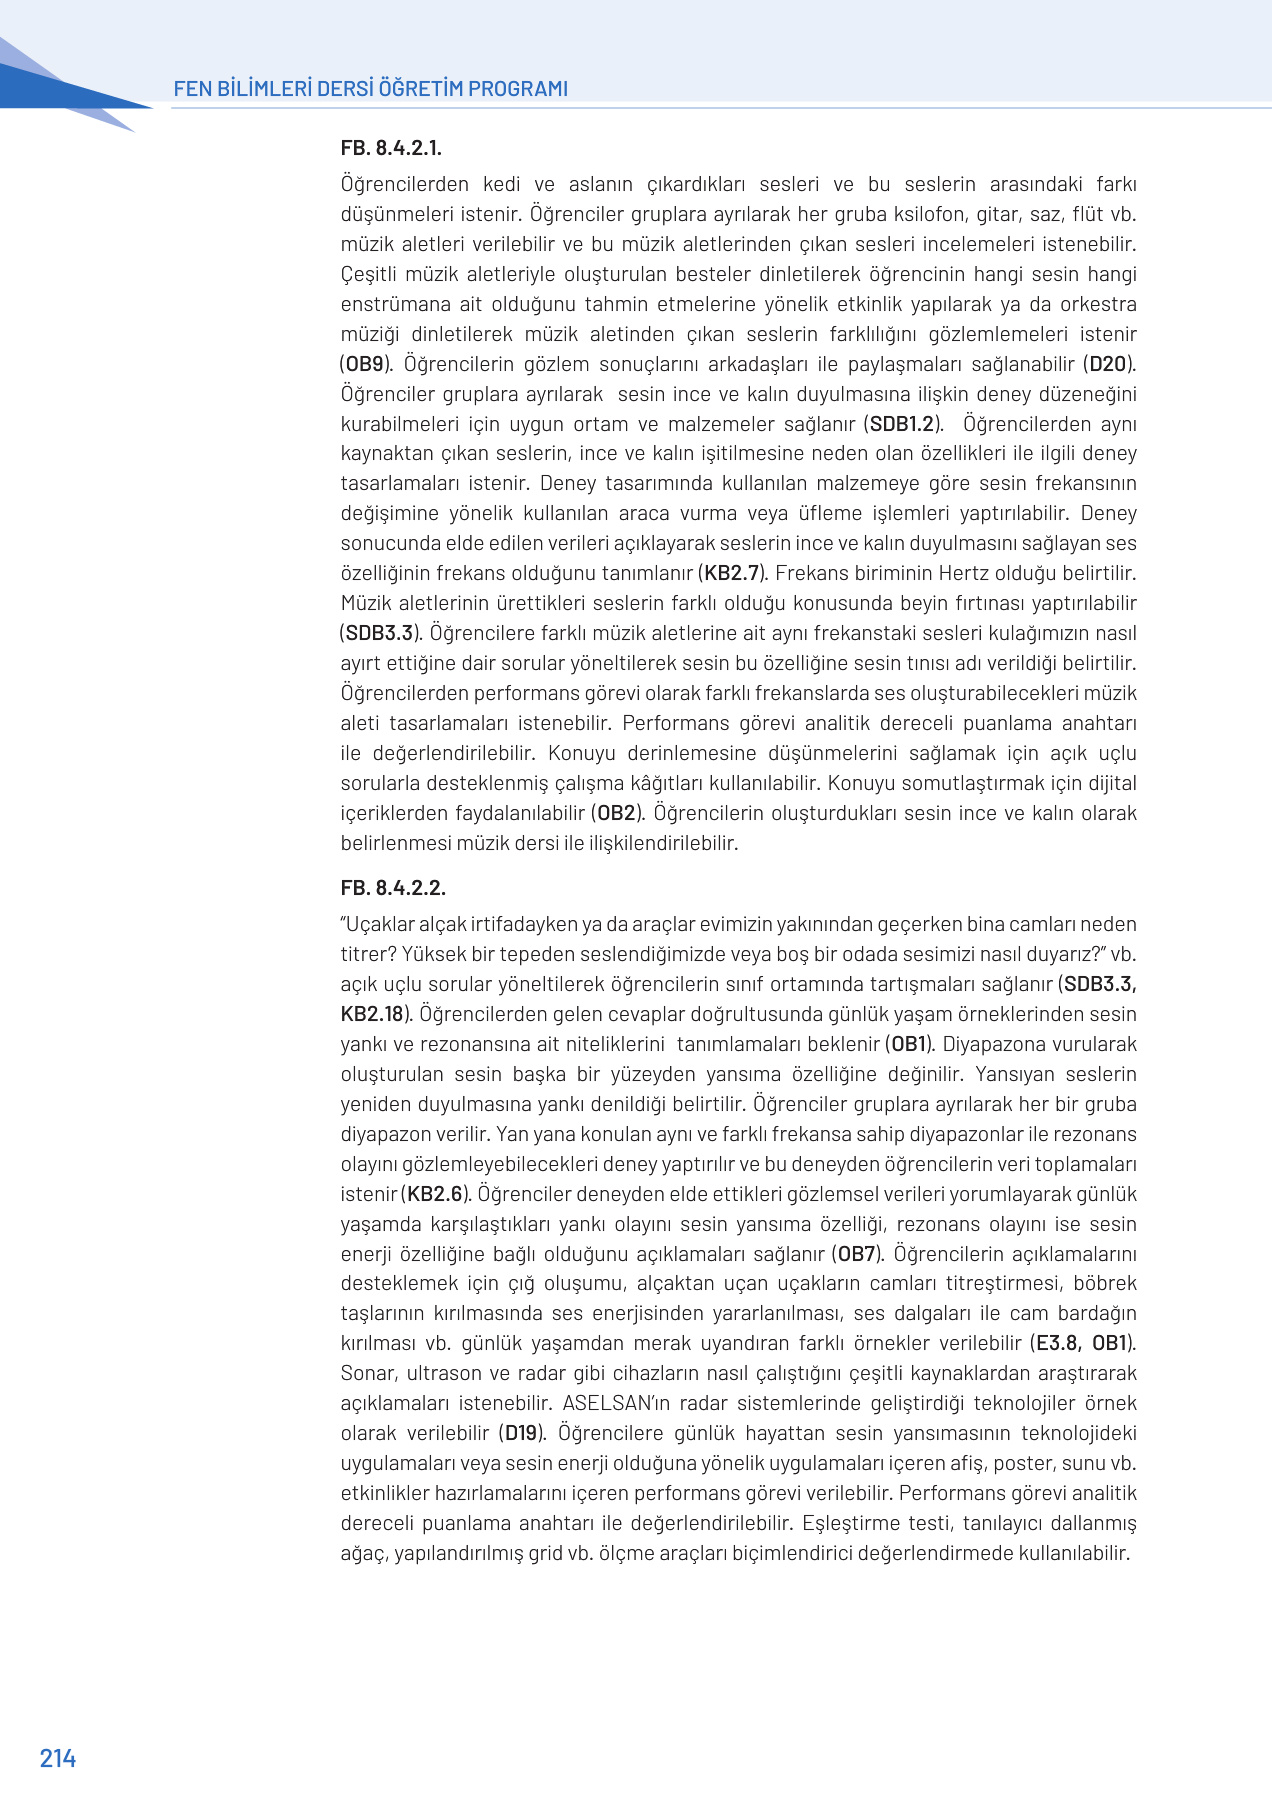 FEN BİLİMLERİ DERSİ ÖĞRETİM PROGRAMI
FB. 8.4.2.1.
Öğrencilerden kedi ve aslanın çıkardıkları sesleri ve bu seslerin arasındaki farkı
düşünmeleri istenir. Öğrenciler gruplara ayrılarak her gruba ksilofon, gitar, saz, flüt vb.
müzik aletleri verilebilir ve bu müzik aletlerinden çıkan sesleri incelemeleri istenebilir.
Çeşitli müzik aletleriyle oluşturulan besteler dinletilerek öğrencinin hangi sesin hangi
enstrümana ait olduğunu tahmin etmelerine yönelik etkinlik yapılarak ya da orkestra
müziği dinletilerek müzik aletinden çıkan seslerin farklılığını gözlemlemeleri istenir
(OB9). Öğrencilerin gözlem sonuçlarını arkadaşları ile paylaşmaları sağlanabilir (D20).
Öğrenciler gruplara ayrılarak  sesin ince ve kalın duyulmasına ilişkin deney düzeneğini
kurabilmeleri için uygun ortam ve malzemeler sağlanır (SDB1.2).  Öğrencilerden aynı
kaynaktan çıkan seslerin, ince ve kalın işitilmesine neden olan özellikleri ile ilgili deney
tasarlamaları istenir. Deney tasarımında kullanılan malzemeye göre sesin frekansının
değişimine yönelik kullanılan araca vurma veya üfleme işlemleri yaptırılabilir. Deney
sonucunda elde edilen verileri açıklayarak seslerin ince ve kalın duyulmasını sağlayan ses
özelliğinin frekans olduğunu tanımlanır (KB2.7). Frekans biriminin Hertz olduğu belirtilir.
Müzik aletlerinin ürettikleri seslerin farklı olduğu konusunda beyin fırtınası yaptırılabilir
(SDB3.3). Öğrencilere farklı müzik aletlerine ait aynı frekanstaki sesleri kulağımızın nasıl
ayırt ettiğine dair sorular yöneltilerek sesin bu özelliğine sesin tınısı adı verildiği belirtilir.
Öğrencilerden performans görevi olarak farklı frekanslarda ses oluşturabilecekleri müzik
aleti tasarlamaları istenebilir. Performans görevi analitik dereceli puanlama anahtarı
ile değerlendirilebilir. Konuyu derinlemesine düşünmelerini sağlamak için açık uçlu
sorularla desteklenmiş çalışma kâğıtları kullanılabilir. Konuyu somutlaştırmak için dijital
içeriklerden faydalanılabilir (OB2). Öğrencilerin oluşturdukları sesin ince ve kalın olarak
belirlenmesi müzik dersi ile ilişkilendirilebilir.
FB. 8.4.2.2.
“Uçaklar alçak irtifadayken ya da araçlar evimizin yakınından geçerken bina camları neden
titrer? Yüksek bir tepeden seslendiğimizde veya boş bir odada sesimizi nasıl duyarız?” vb.
açık uçlu sorular yöneltilerek öğrencilerin sınıf ortamında tartışmaları sağlanır (SDB3.3,
KB2.18). Öğrencilerden gelen cevaplar doğrultusunda günlük yaşam örneklerinden sesin
yankı ve rezonansına ait niteliklerini  tanımlamaları beklenir (OB1). Diyapazona vurularak
oluşturulan sesin başka bir yüzeyden yansıma özelliğine değinilir. Yansıyan seslerin
yeniden duyulmasına yankı denildiği belirtilir. Öğrenciler gruplara ayrılarak her bir gruba
diyapazon verilir. Yan yana konulan aynı ve farklı frekansa sahip diyapazonlar ile rezonans
olayını gözlemleyebilecekleri deney yaptırılır ve bu deneyden öğrencilerin veri toplamaları
istenir (KB2.6). Öğrenciler deneyden elde ettikleri gözlemsel verileri yorumlayarak günlük
yaşamda karşılaştıkları yankı olayını sesin yansıma özelliği, rezonans olayını ise sesin
enerji özelliğine bağlı olduğunu açıklamaları sağlanır (OB7). Öğrencilerin açıklamalarını
desteklemek için çığ oluşumu, alçaktan uçan uçakların camları titreştirmesi, böbrek
taşlarının kırılmasında ses enerjisinden yararlanılması, ses dalgaları ile cam bardağın
kırılması vb. günlük yaşamdan merak uyandıran farklı örnekler verilebilir (E3.8, OB1).
Sonar, ultrason ve radar gibi cihazların nasıl çalıştığını çeşitli kaynaklardan araştırarak
açıklamaları istenebilir. ASELSAN’ın radar sistemlerinde geliştirdiği teknolojiler örnek
olarak verilebilir (D19). Öğrencilere günlük hayattan sesin yansımasının teknolojideki
uygulamaları veya sesin enerji olduğuna yönelik uygulamaları içeren afiş, poster, sunu vb.
etkinlikler hazırlamalarını içeren performans görevi verilebilir. Performans görevi analitik
dereceli puanlama anahtarı ile değerlendirilebilir. Eşleştirme testi, tanılayıcı dallanmış
ağaç, yapılandırılmış grid vb. ölçme araçları biçimlendirici değerlendirmede kullanılabilir.
214